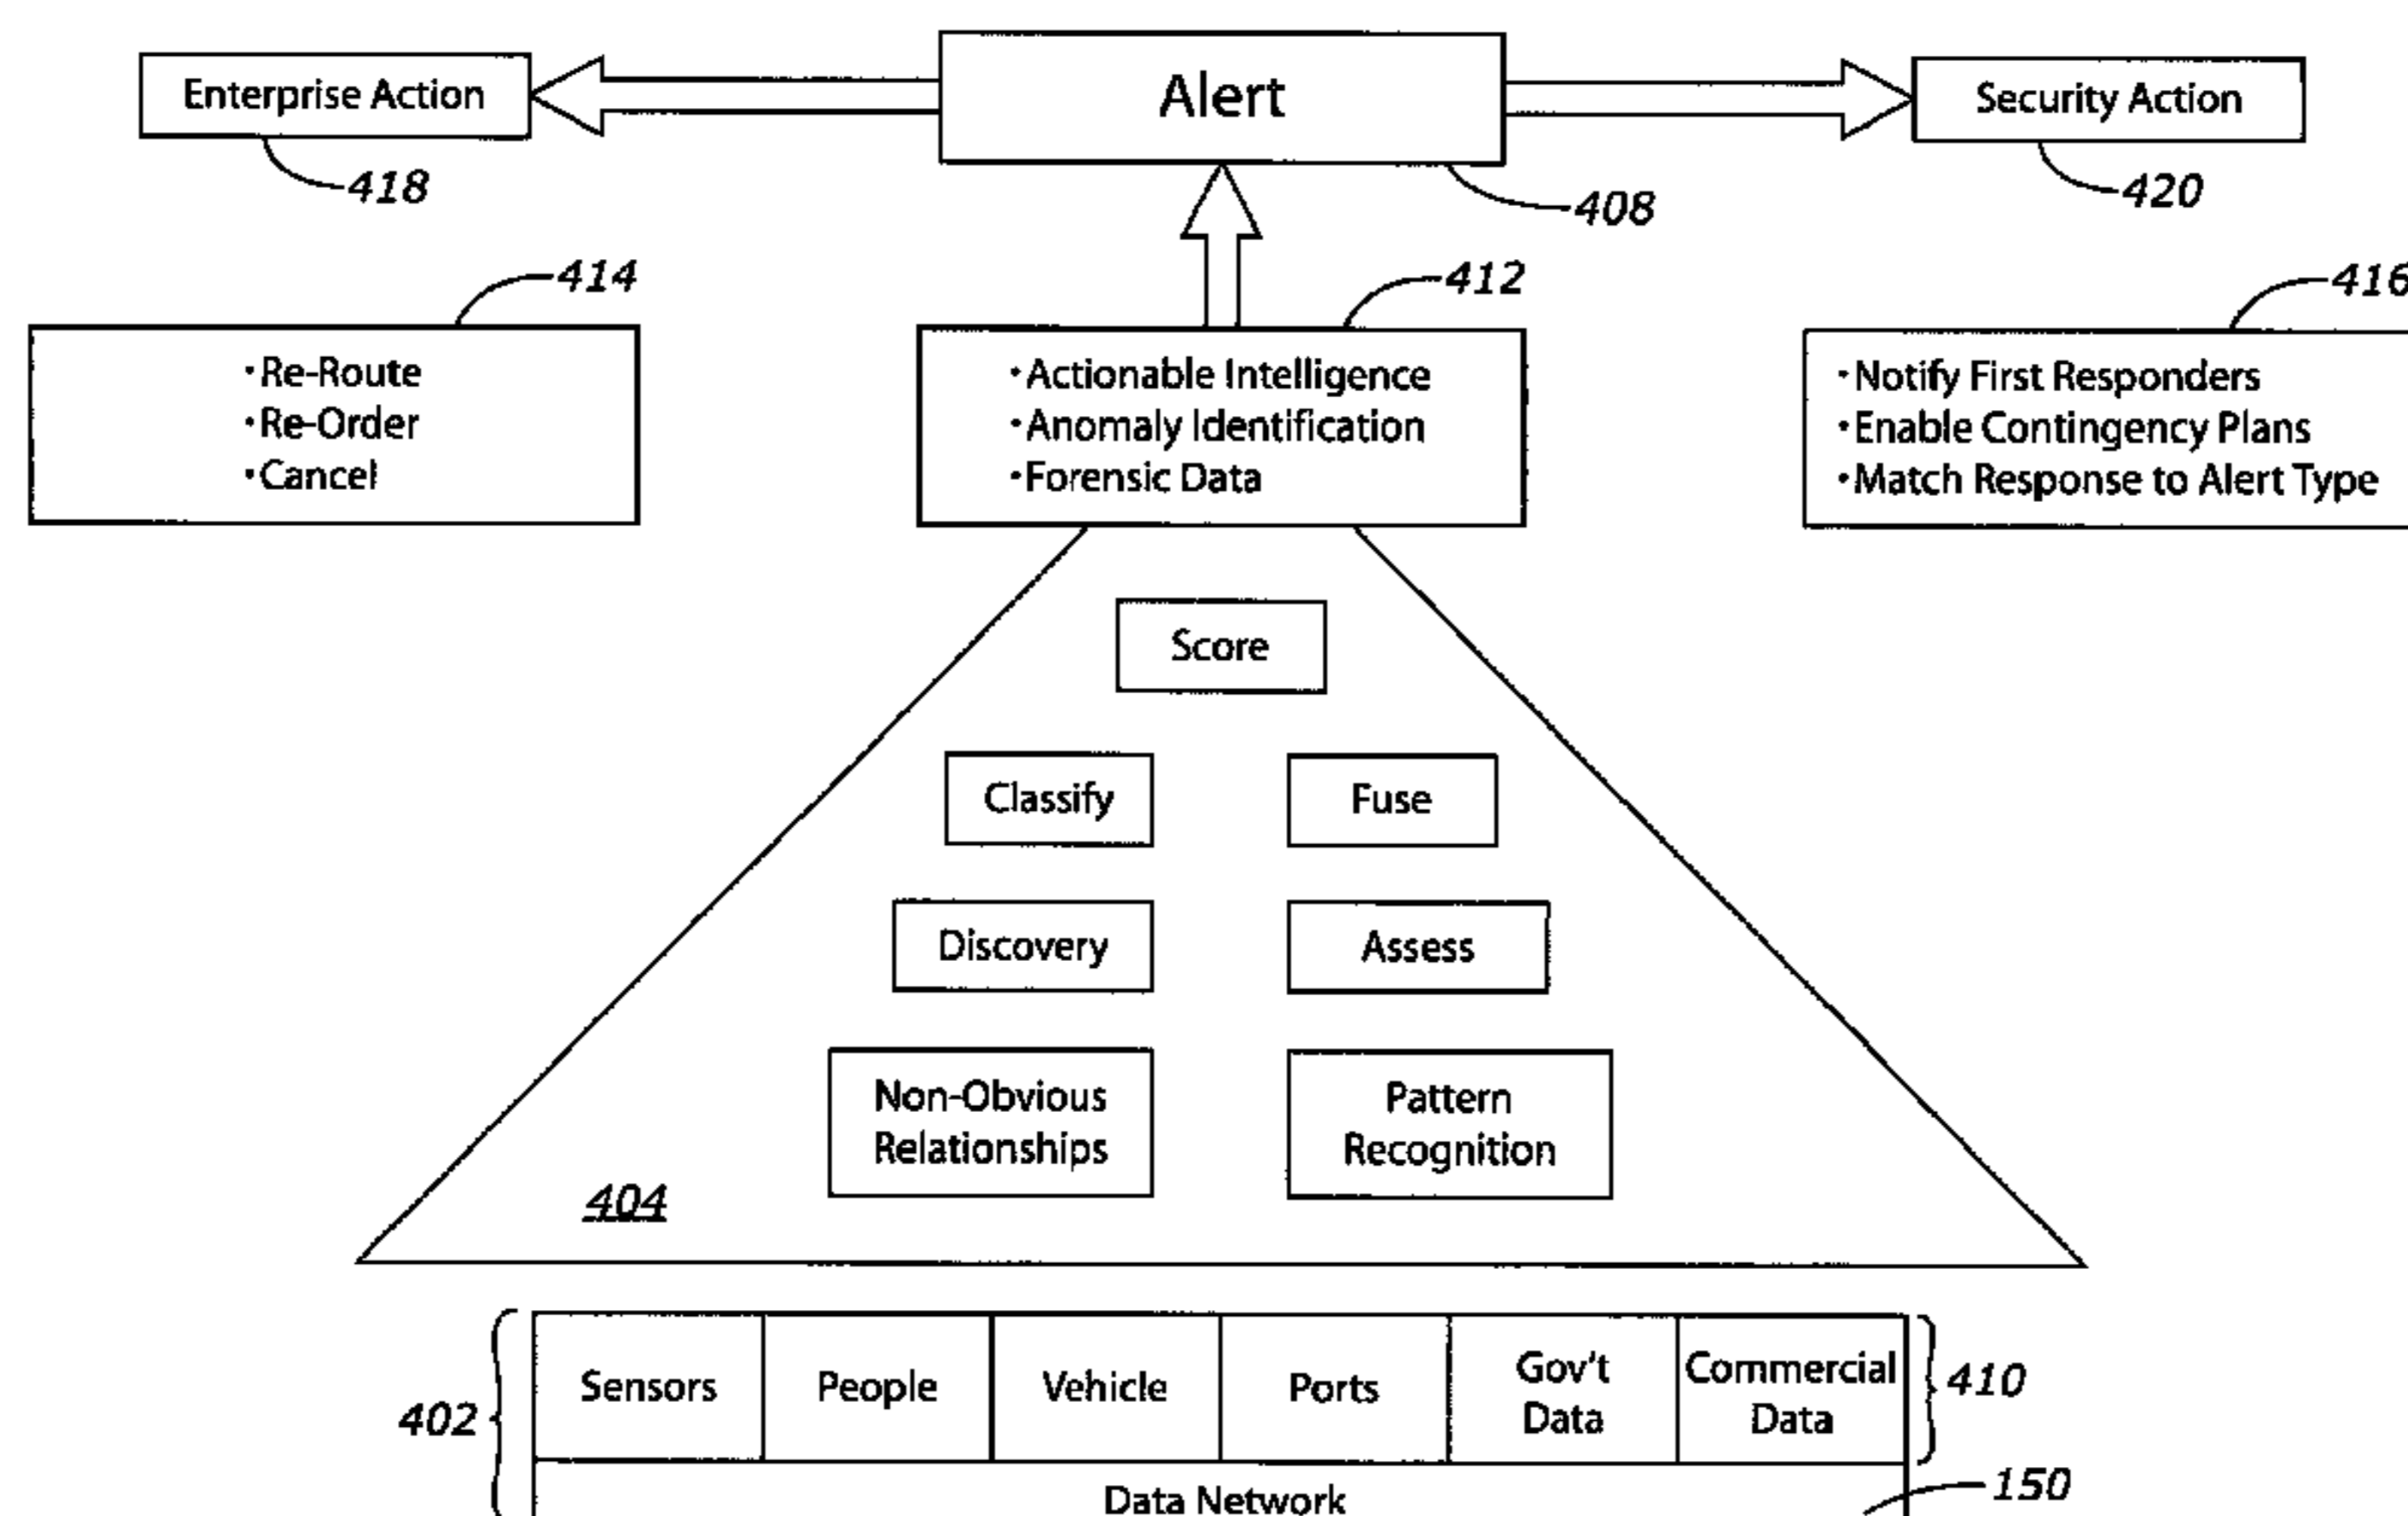 Enterprise Action
Alert
Security Action
418
408
420
414
412
416
•Re-Route
•Re-Order
•Cancel
•Actionable Intelligence
•Anomaly Identification
•Forensic Data
•Notify First Responders
•Enable Contingency Plans
•Match Response to Alert Type
Score
Classify
Fuse
Discovery
Assess
Non-Obvious
Relationships
Pattern
Recognition
404
402
Sensors
People
Vehicle
Ports
Gov't
Data
Commercial
Data
410
Data Network
150